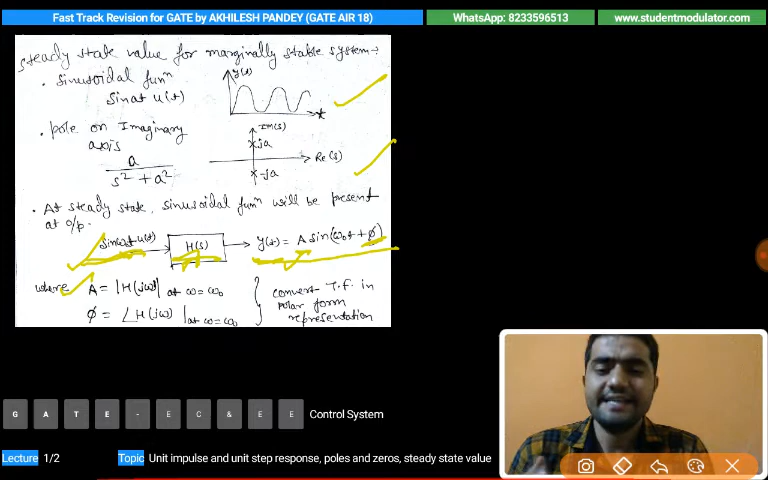 Fast Track Revision for GATE by AKHILESH PANDEY (GATE AIR 18)
WhatsApp: 8233596513
www.studentmodulator.com
steady state value for marginally stable system →
• sinusoidal funⁿ
sinat u(t)
y(t)
t
• pole on Imaginary axis
a
s² + a²
Im(s)
ja
Re(s)
-ja
• At steady state, sinusoidal funⁿ will be present
at o/p.
sinω₀t u(t)
H(s)
y(t) = A sin(ω₀t + ϕ)
where A = |H(jω)| at ω=ω₀
ϕ = ∠H(jω) | at ω=ω₀
convert T.F. in
polar form
representation
G A T E - E C & E E Control System
Lecture 1/2 Topic Unit impulse and unit step response, poles and zeros, steady state value